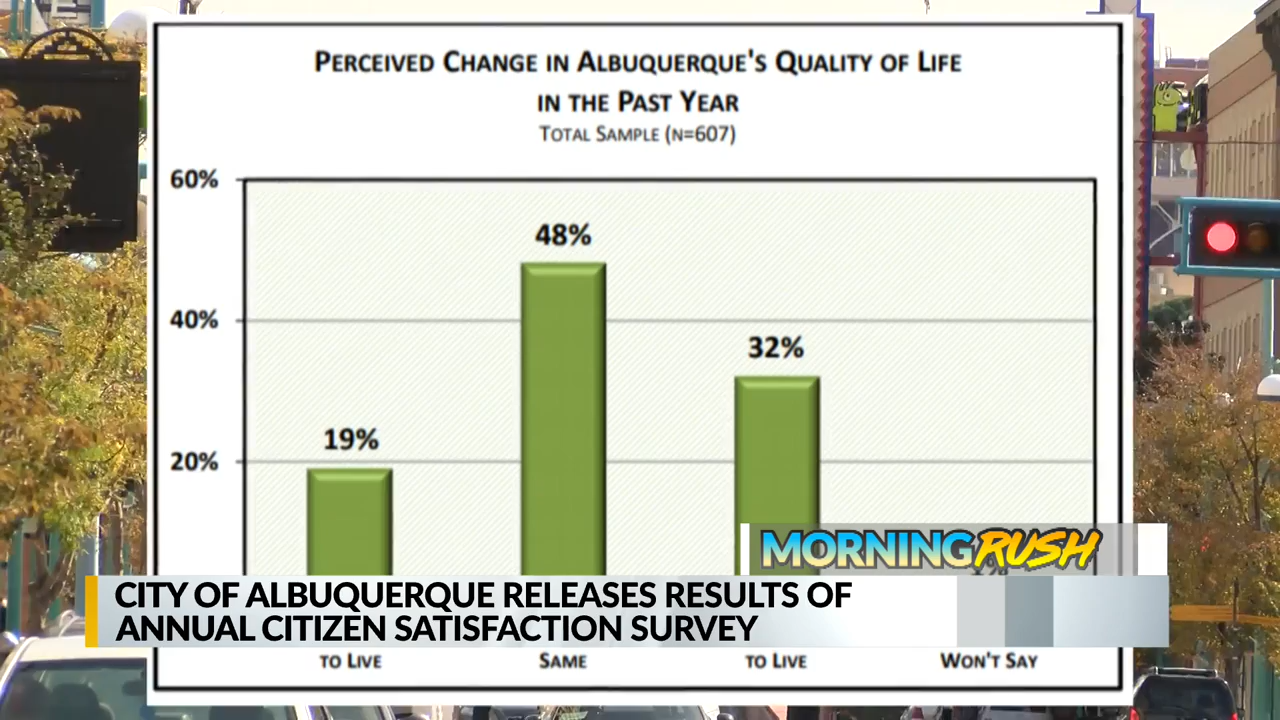 PERCEIVED CHANGE IN ALBUQUERQUE'S QUALITY OF LIFE
IN THE PAST YEAR
TOTAL SAMPLE (N=607)
60%
48%
40%
32%
19%
20%
MORNING RUSH
CITY OF ALBUQUERQUE RELEASES RESULTS OF
ANNUAL CITIZEN SATISFACTION SURVEY
TO LIVE SAME TO LIVE WON'T SAY